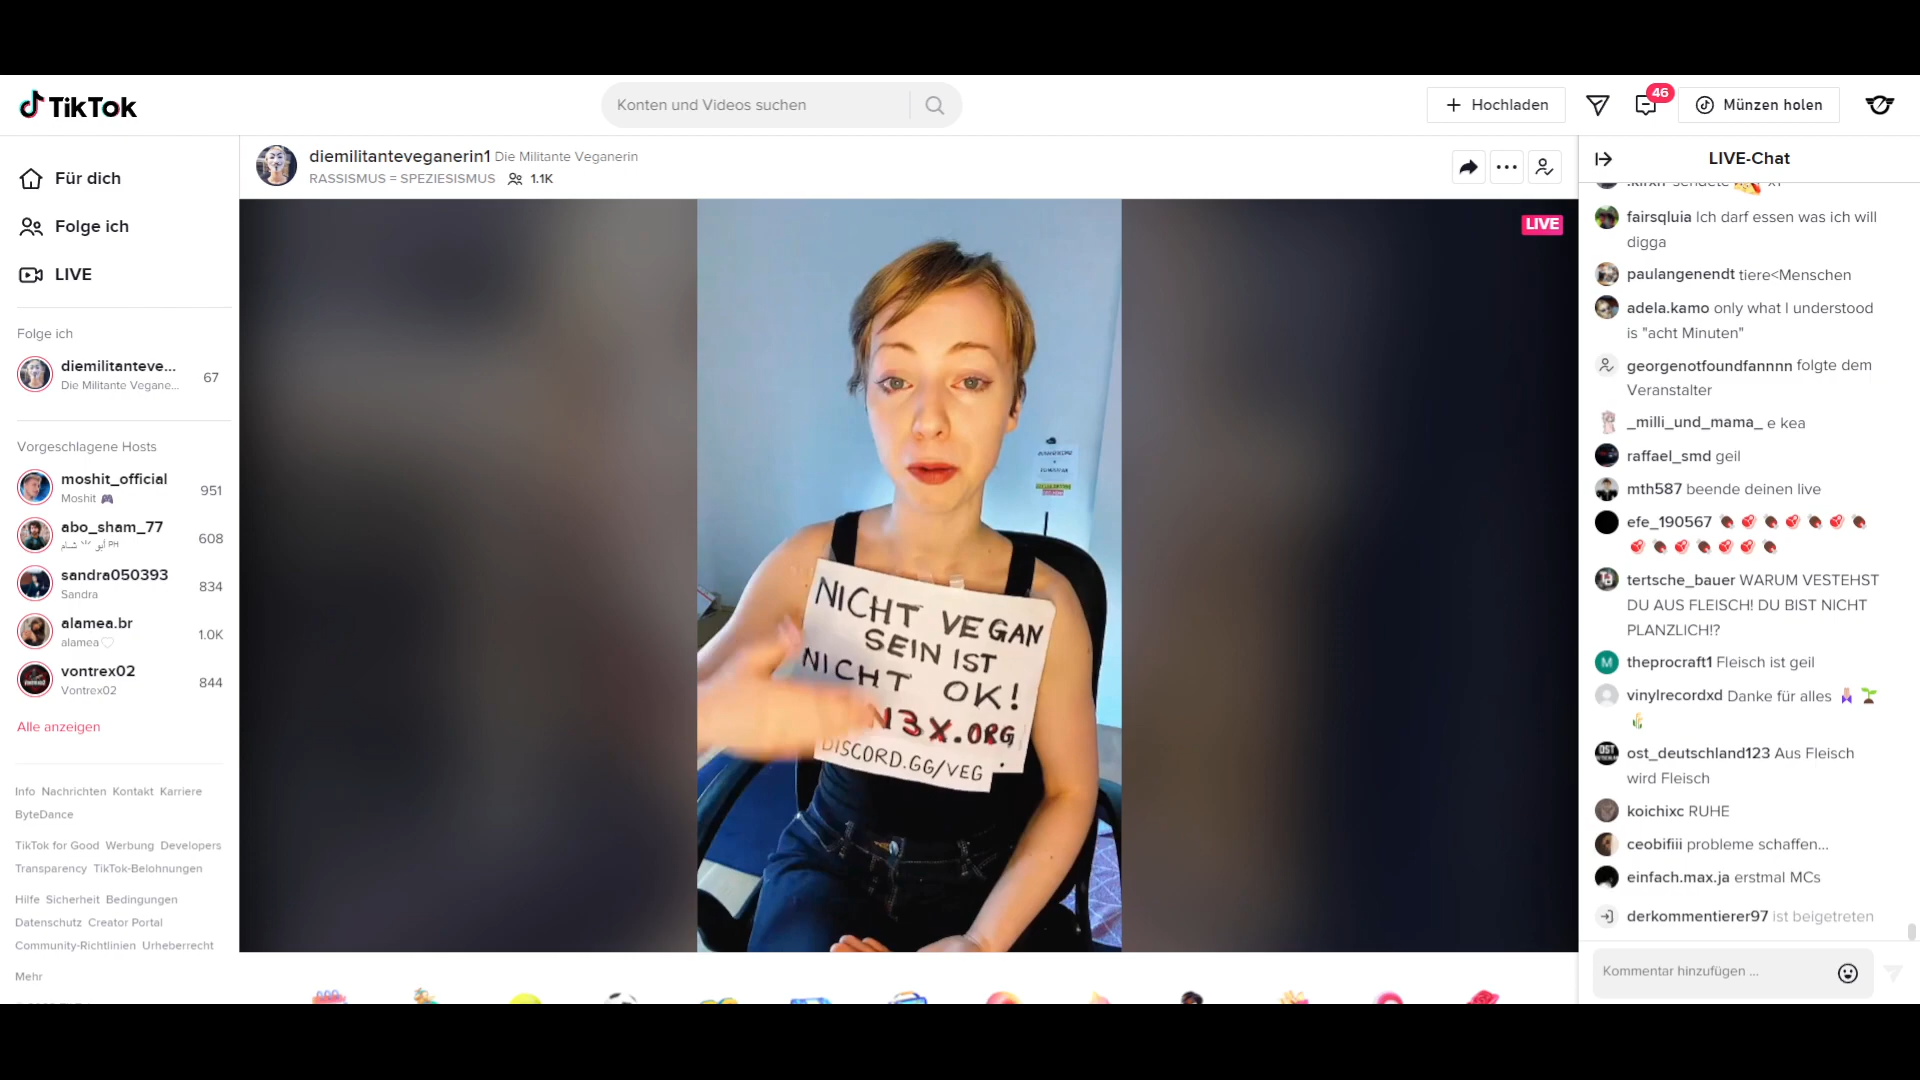 TikTok
Konten und Videos suchen
Hochladen
46
Münzen holen
Für dich
Folge ich
LIVE
Folge ich
diemilitanteve...
Die Militante Vegane...
67
Vorgeschlagene Hosts
moshit_official
Moshit
951
abo_sham_77
608
sandra050393
Sandra
834
alamea.br
alamea
1.0K
vontrex02
Vontrex02
844
Alle anzeigen
Info Nachrichten Kontakt Karriere
ByteDance
TikTok for Good Werbung Developers
Transparency TikTok-Belohnungen
Hilfe Sicherheit Bedingungen
Datenschutz Creator Portal
Community-Richtlinien Urheberrecht
Mehr
diemilitanteveganerin1 Die Militante Veganerin
RASSISMUS = SPEZIESISMUS 1.1K
LIVE
NICHT VEGAN
SEIN IST
NICHT OK!
N3X.ORG
DISCORD.GG/VEG
LIVE-Chat
fairsqluia Ich darf essen was ich will
digga
paulangenendt tiere<Menschen
adela.kamo only what I understood
is "acht Minuten"
georgenotfoundfannnn folgte dem
Veranstalter
_milli_und_mama_ e kea
raffael_smd geil
mth587 beende deinen live
efe_190567
tertsche_bauer WARUM VESTEHST
DU AUS FLEISCH! DU BIST NICHT
PLANZLICH!?
M theprocraft1 Fleisch ist geil
vinylrecordxd Danke für alles
ost_deutschland123 Aus Fleisch
wird Fleisch
koichixc RUHE
ceobifiii probleme schaffen...
einfach.max.ja erstmal MCs
derkommentierer97 ist beigetreten
Kommentar hinzufügen ...